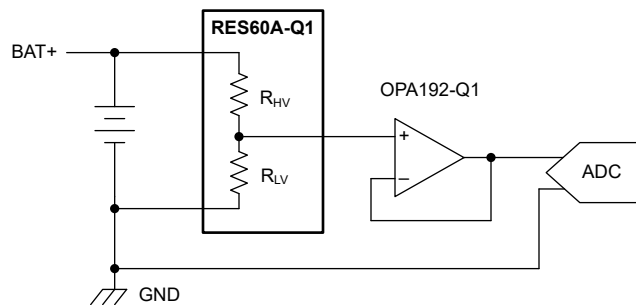 RES60A-Q1
BAT+
R_HV
OPA192-Q1
+
R_LV
−
ADC
GND